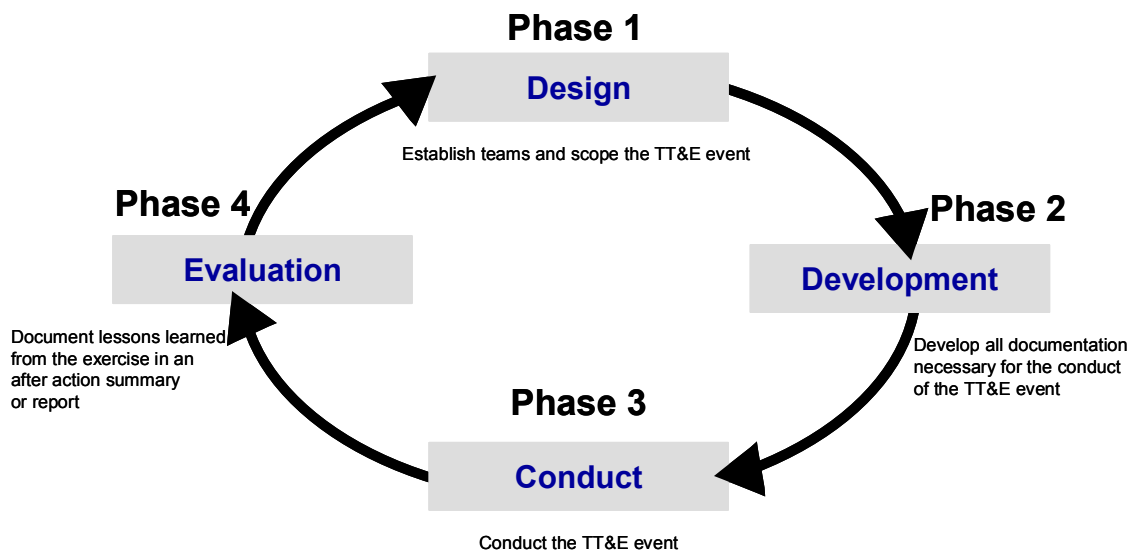 Phase 1
Design
Establish teams and scope the TT&E event
Phase 2
Development
Develop all documentation
necessary for the conduct
of the TT&E event
Phase 3
Conduct
Conduct the TT&E event
Phase 4
Evaluation
Document lessons learned
from the exercise in an
after action summary
or report